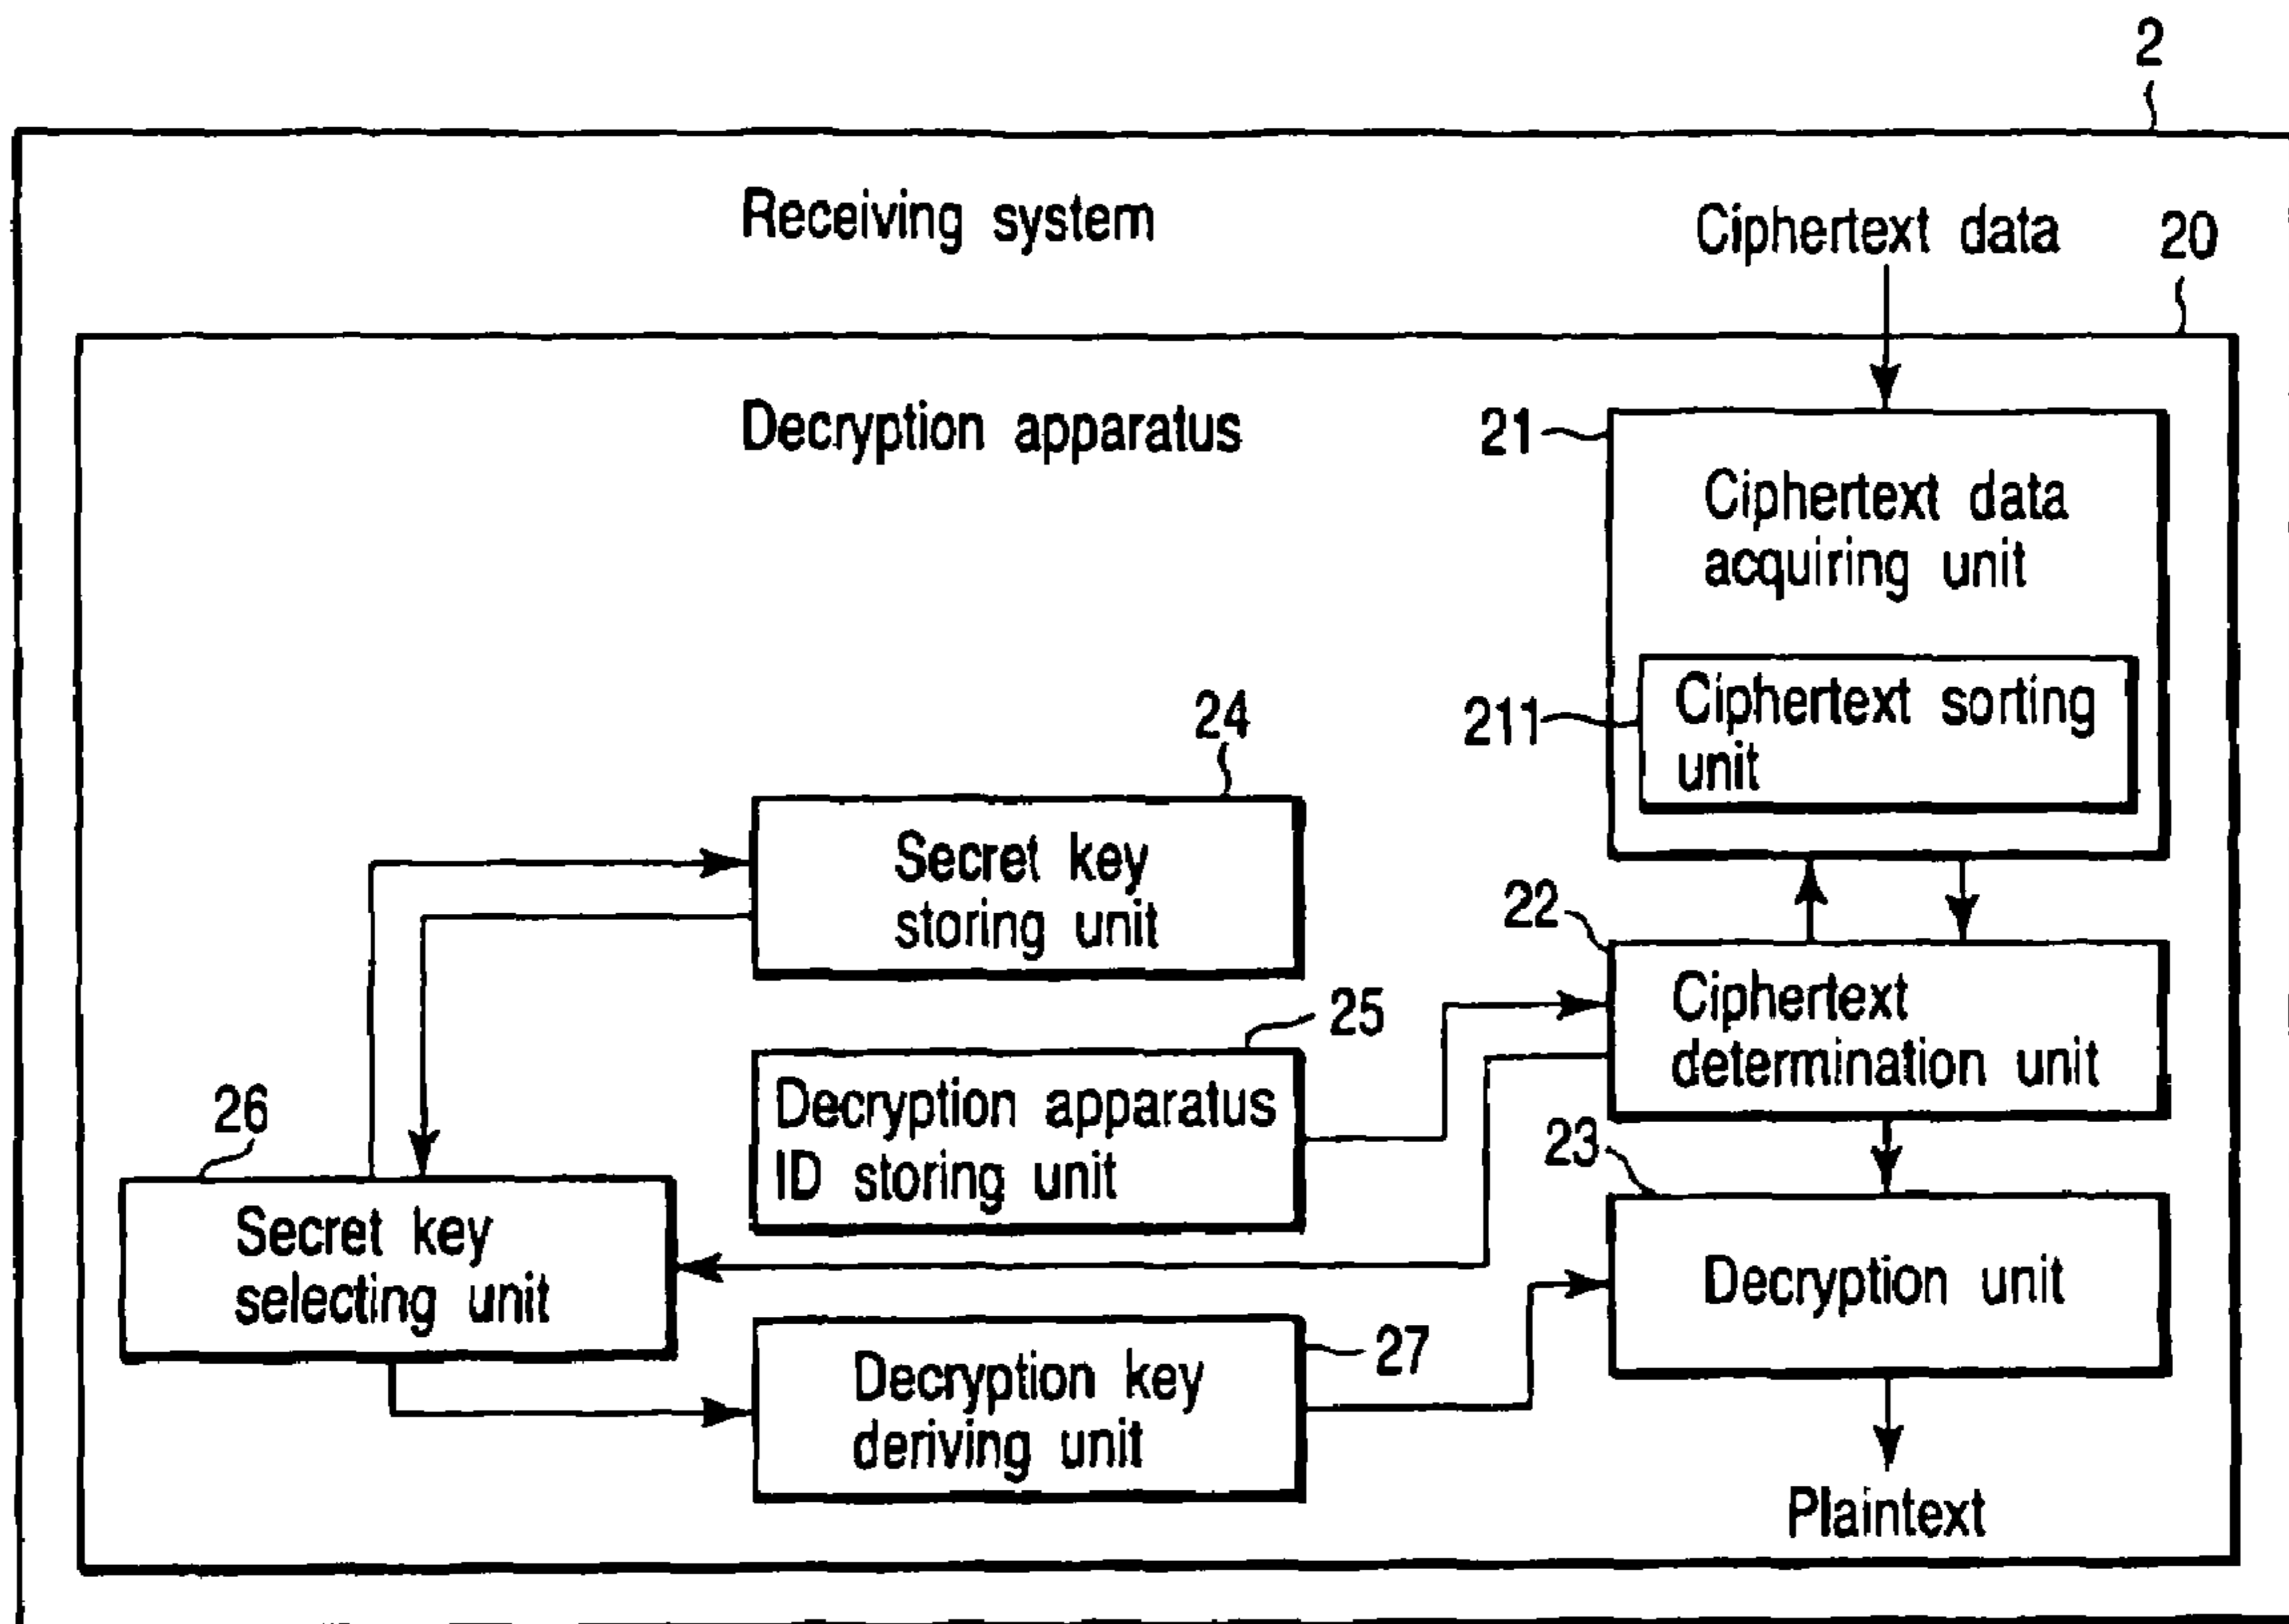 2
Receiving system
Ciphertext data
20
Decryption apparatus
21
Ciphertext data
acquiring unit
211
Ciphertext sorting
unit
24
Secret key
storing unit
22
Ciphertext
determination unit
25
Decryption apparatus
ID storing unit
26
Secret key
selecting unit
23
Decryption unit
27
Decryption key
deriving unit
Plaintext